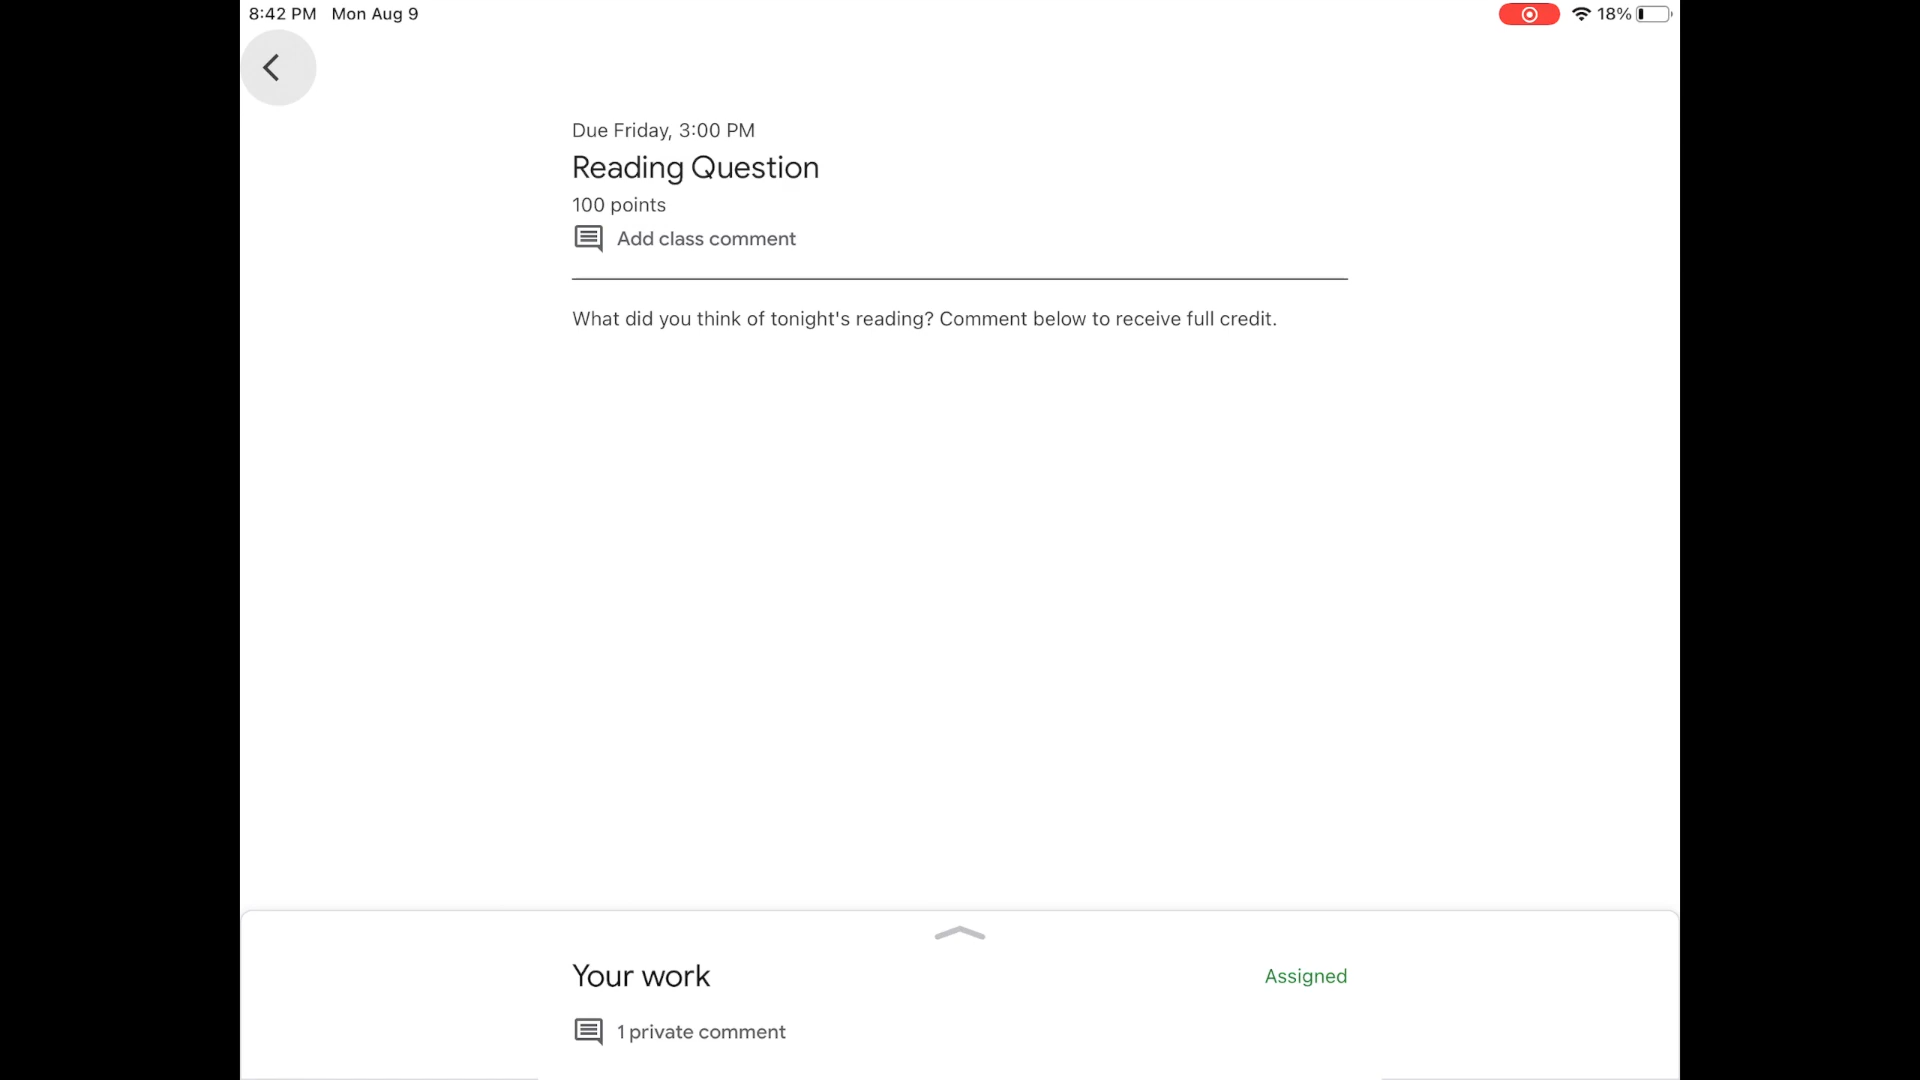 8:42 PM Mon Aug 9
18%
Due Friday, 3:00 PM
Reading Question
100 points
Add class comment
What did you think of tonight's reading? Comment below to receive full credit.
Your work
Assigned
1 private comment